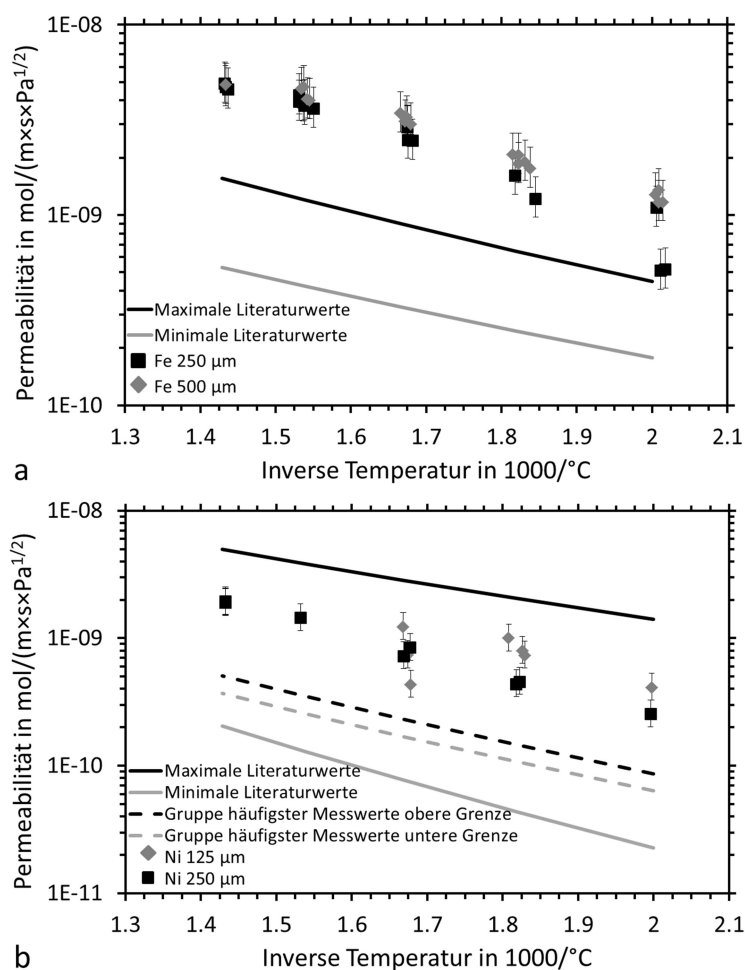 1E-08
1E-09
1E-10
Permeabilität in mol/(m×s×Pa1/2)
Maximale Literaturwerte
Minimale Literaturwerte
Fe 250 µm
Fe 500 µm
1.3 1.4 1.5 1.6 1.7 1.8 1.9 2 2.1
Inverse Temperatur in 1000/°C
a
1E-08
1E-09
1E-10
1E-11
Permeabilität in mol/(m×s×Pa1/2)
Maximale Literaturwerte
Minimale Literaturwerte
Gruppe häufigster Messwerte obere Grenze
Gruppe häufigster Messwerte untere Grenze
Ni 125 µm
Ni 250 µm
1.3 1.4 1.5 1.6 1.7 1.8 1.9 2 2.1
Inverse Temperatur in 1000/°C
b